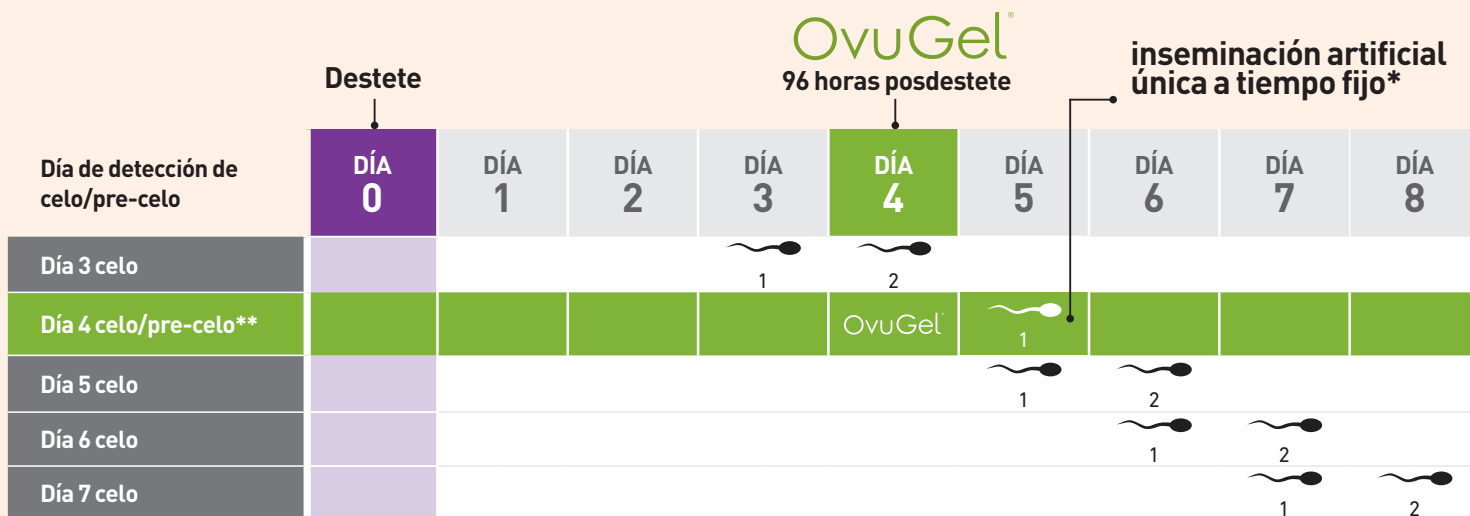 OvuGel®
Destete
96 horas posdestete
inseminación artificial
única a tiempo fijo*
Día de detección de
celo/pre-celo
DÍA
0
DÍA
1
DÍA
2
DÍA
3
DÍA
4
DÍA
5
DÍA
6
DÍA
7
DÍA
8
Día 3 celo
1
2
Día 4 celo/pre-celo**
OvuGel®
1
Día 5 celo
1
2
Día 6 celo
1
2
Día 7 celo
1
2